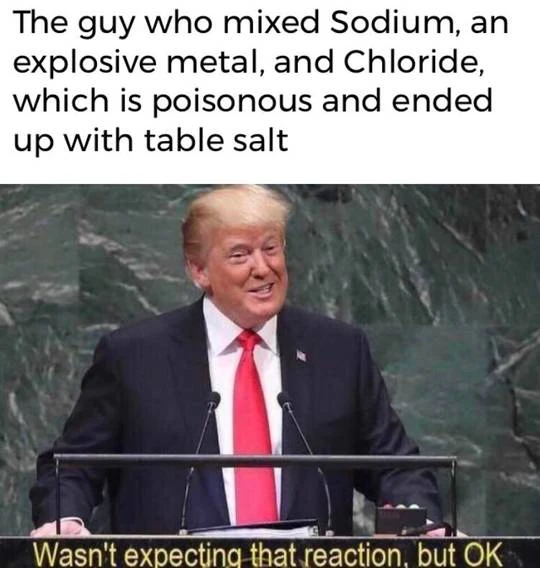 The guy who mixed Sodium, an
explosive metal, and Chloride,
which is poisonous and ended
up with table salt
Wasn't expecting that reaction, but OK